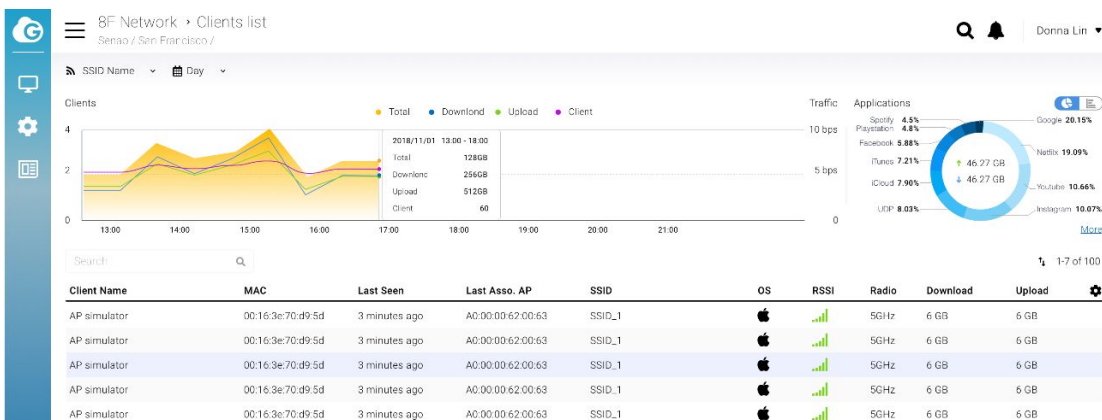 8F Network › Clients list
Senao / San Francisco /
Donna Lin
SSID Name
Day
Clients
Total
Downlond
Upload
Client
Traffic
4
2
0
10 bps
5 bps
0
13:00 14:00 15:00 16:00 17:00 18:00 19:00 20:00 21:00
2018/11/01 13:00 - 18:00
Total 128GB
Downlond 256GB
Upload 512GB
Client 60
Applications
Spotify 4.5%
Playstation 4.8%
Facebook 5.88%
iTunes 7.21%
iCloud 7.90%
UDP 8.03%
46.27 GB
46.27 GB
Google 20.15%
Netflix 19.09%
Youtube 10.66%
Instagram 10.07%
More
Search
1-7 of 100
Client Name MAC Last Seen Last Asso. AP SSID OS RSSI Radio Download Upload
AP simulator 00:16:3e:70:d9:5d 3 minutes ago A0:00:00:62:00:63 SSID_1 5GHz 6 GB 6 GB
AP simulator 00:16:3e:70:d9:5d 3 minutes ago A0:00:00:62:00:63 SSID_1 5GHz 6 GB 6 GB
AP simulator 00:16:3e:70:d9:5d 3 minutes ago A0:00:00:62:00:63 SSID_1 5GHz 6 GB 6 GB
AP simulator 00:16:3e:70:d9:5d 3 minutes ago A0:00:00:62:00:63 SSID_1 5GHz 6 GB 6 GB
AP simulator 00:16:3e:70:d9:5d 3 minutes ago A0:00:00:62:00:63 SSID_1 5GHz 6 GB 6 GB